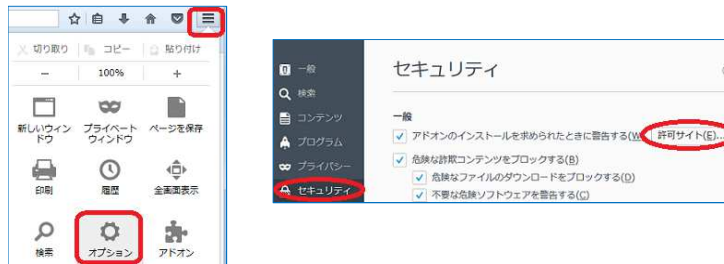 切り取り コピー 貼り付け
− 100% +
新しいウィン
ドウ
プライベート
ウィンドウ
ページを保存
印刷 履歴 全画面表示
検索 オプション アドオン
一般
検索
コンテンツ
プログラム
プライバシー
セキュリティ
セキュリティ
一般
アドオンのインストールを求められたときに警告する(W 許可サイト(E)...
危険な詐欺コンテンツをブロックする(B)
危険なファイルのダウンロードをブロックする(D)
不要な危険ソフトウェアを警告する(C)